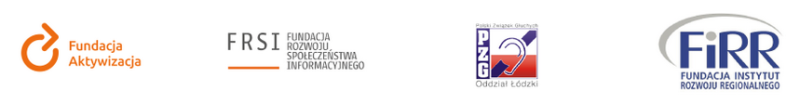 Fundacja
Aktywizacja
FRSI
FUNDACJA
ROZWOJU
SPOŁECZEŃSTWA
INFORMACYJNEGO
Polski Związek Głuchych
PZG
Oddział Łódzki
FiRR
FUNDACJA INSTYTUT
ROZWOJU REGIONALNEGO